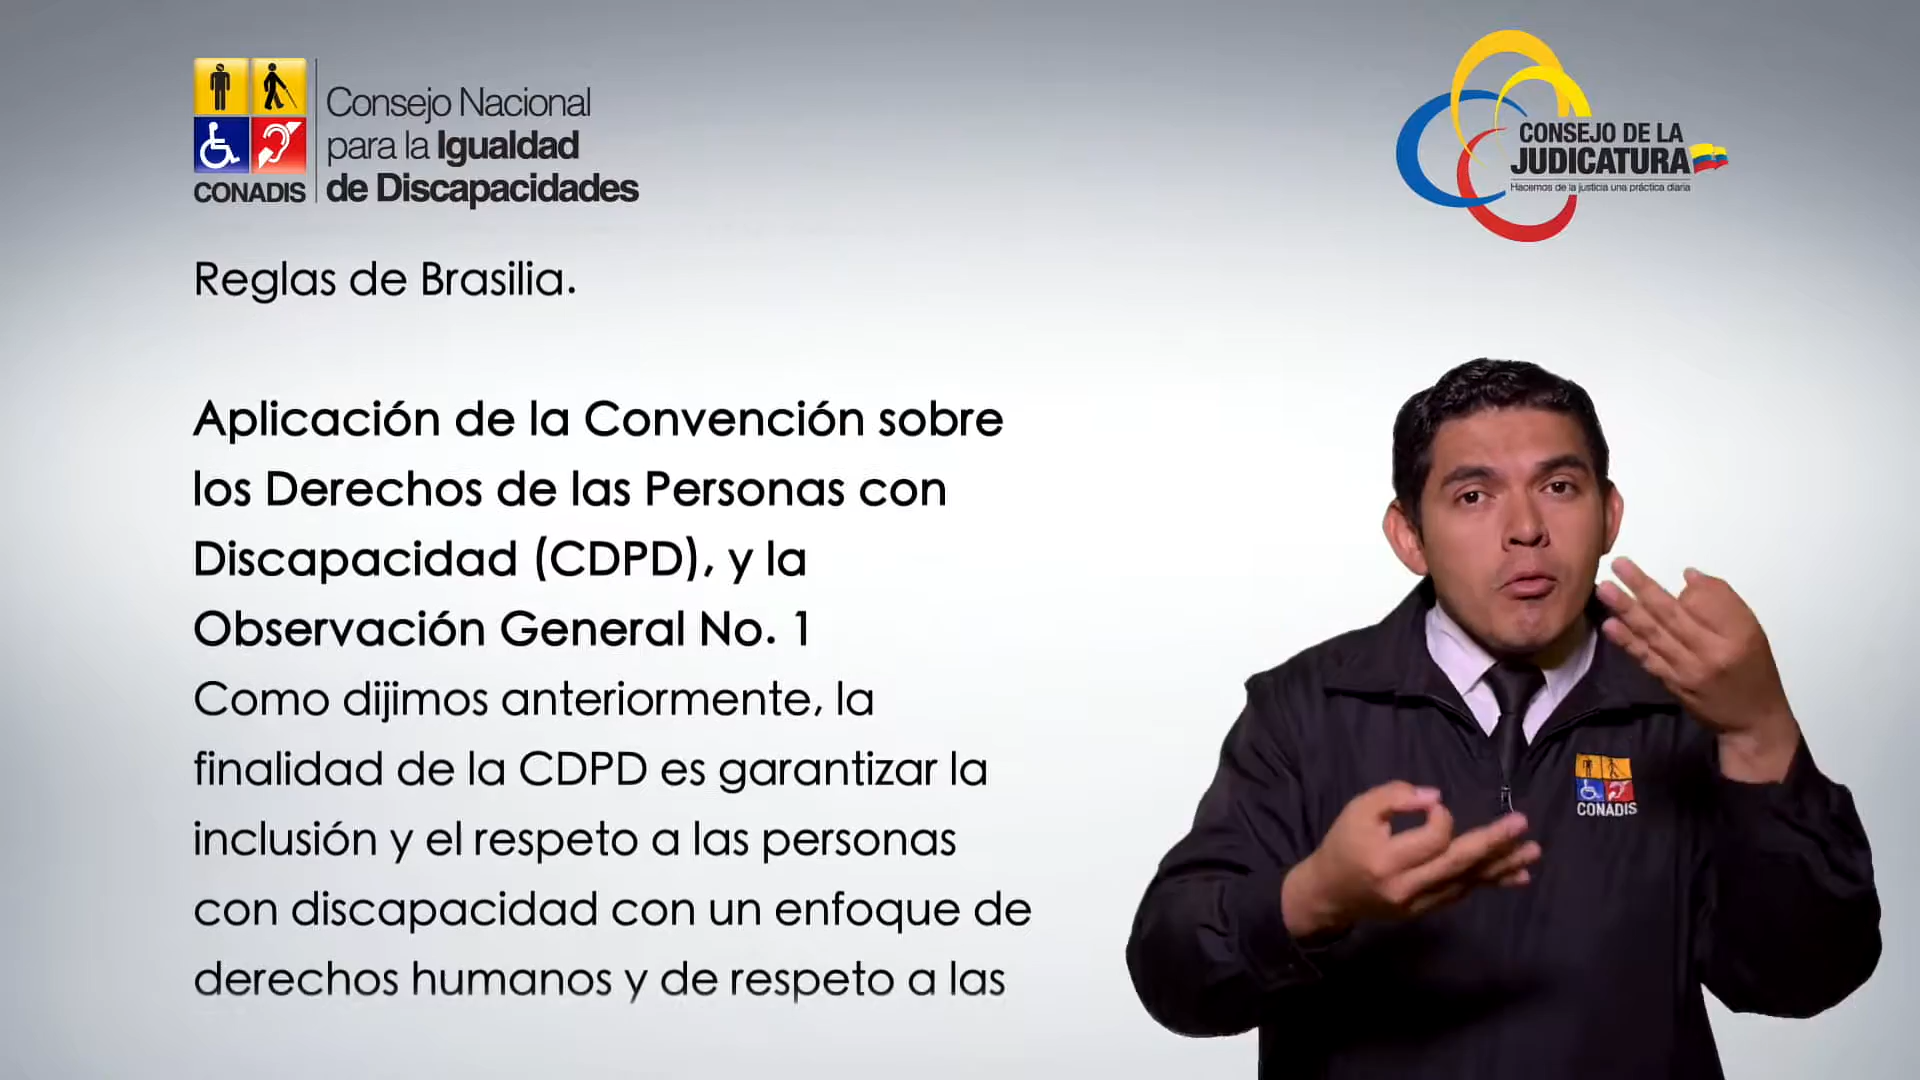 Consejo Nacional
para la Igualdad
de Discapacidades
CONADIS
CONSEJO DE LA
JUDICATURA
Hacemos de la justicia una práctica diaria
Reglas de Brasilia.
Aplicación de la Convención sobre
los Derechos de las Personas con
Discapacidad (CDPD), y la
Observación General No. 1
Como dijimos anteriormente, la
finalidad de la CDPD es garantizar la
inclusión y el respeto a las personas
con discapacidad con un enfoque de
derechos humanos y de respeto a las
CONADIS